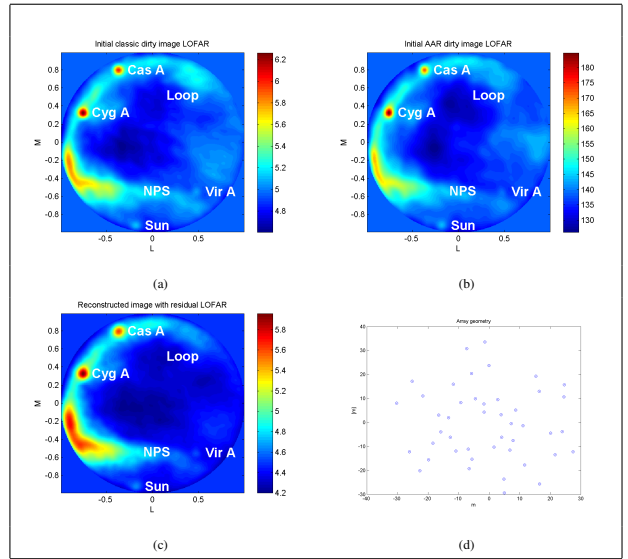 Initial classic dirty image LOFAR
6.2
6
5.8
5.6
5.4
5.2
5
4.8
0.8
0.6
0.4
0.2
0
-0.2
-0.4
-0.6
-0.8
M
Cas A
Loop
Cyg A
NPS
Vir A
Sun
-0.5 0 0.5
L
(a)
Initial AAR dirty image LOFAR
180
175
170
165
160
155
150
145
140
135
130
0.8
0.6
0.4
0.2
0
-0.2
-0.4
-0.6
-0.8
M
Cas A
Loop
Cyg A
NPS
Vir A
Sun
-0.5 0 0.5
L
(b)
Reconstructed image with residual LOFAR
5.8
5.6
5.4
5.2
5
4.8
4.6
4.4
4.2
0.8
0.6
0.4
0.2
0
-0.2
-0.4
-0.6
-0.8
M
Cas A
Loop
Cyg A
NPS
Vir A
Sun
-0.5 0 0.5
L
(c)
Array geometry
40
30
20
10
0
-10
-20
-30
[m]
-40 -30 -20 -10 0 10 20 30
m
(d)